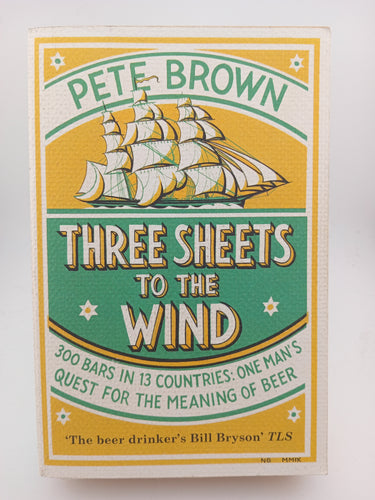 PETE BROWN
THREE SHEETS
TO THE
WIND
300 BARS IN 13 COUNTRIES: ONE MAN'S
QUEST FOR THE MEANING OF BEER
'The beer drinker's Bill Bryson' TLS
NG MMIX